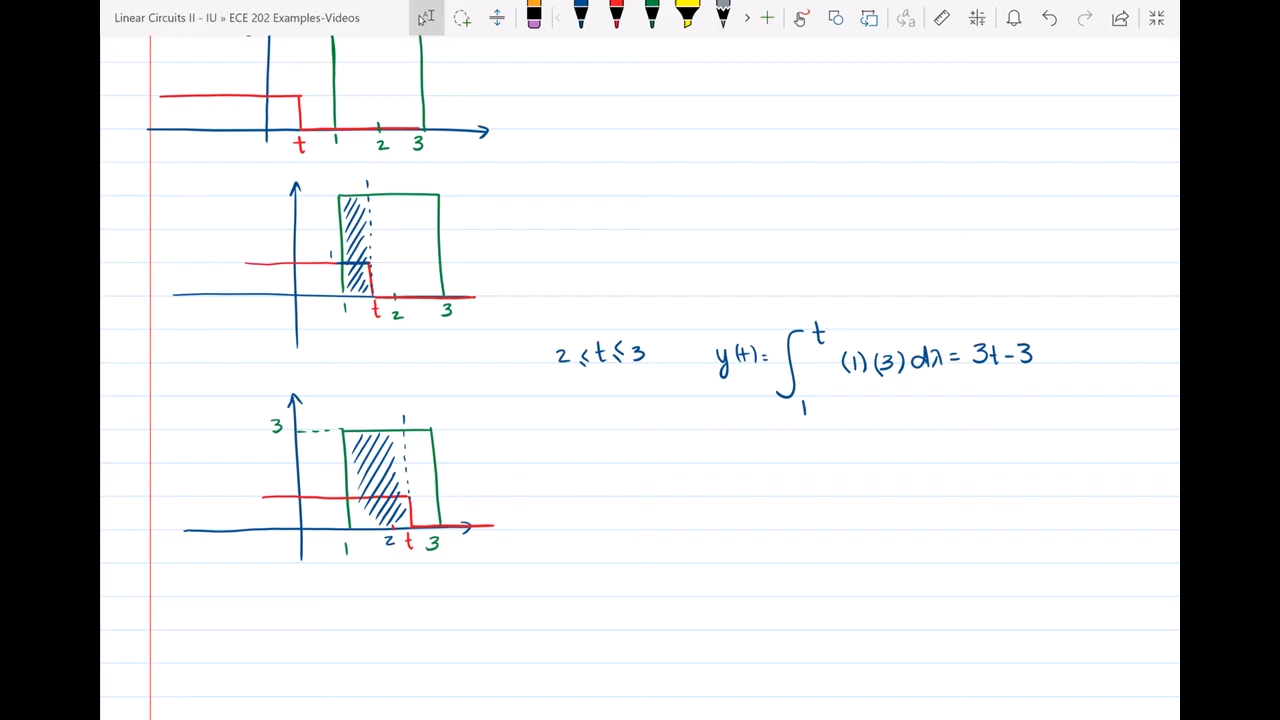 Linear Circuits II - IU » ECE 202 Examples-Videos
t 1 2 3
1
1 t 2 3
2 ≤ t ≤ 3 y(t) = ∫₁ᵗ (1)(3) dλ = 3t - 3
3
1 2 t 3